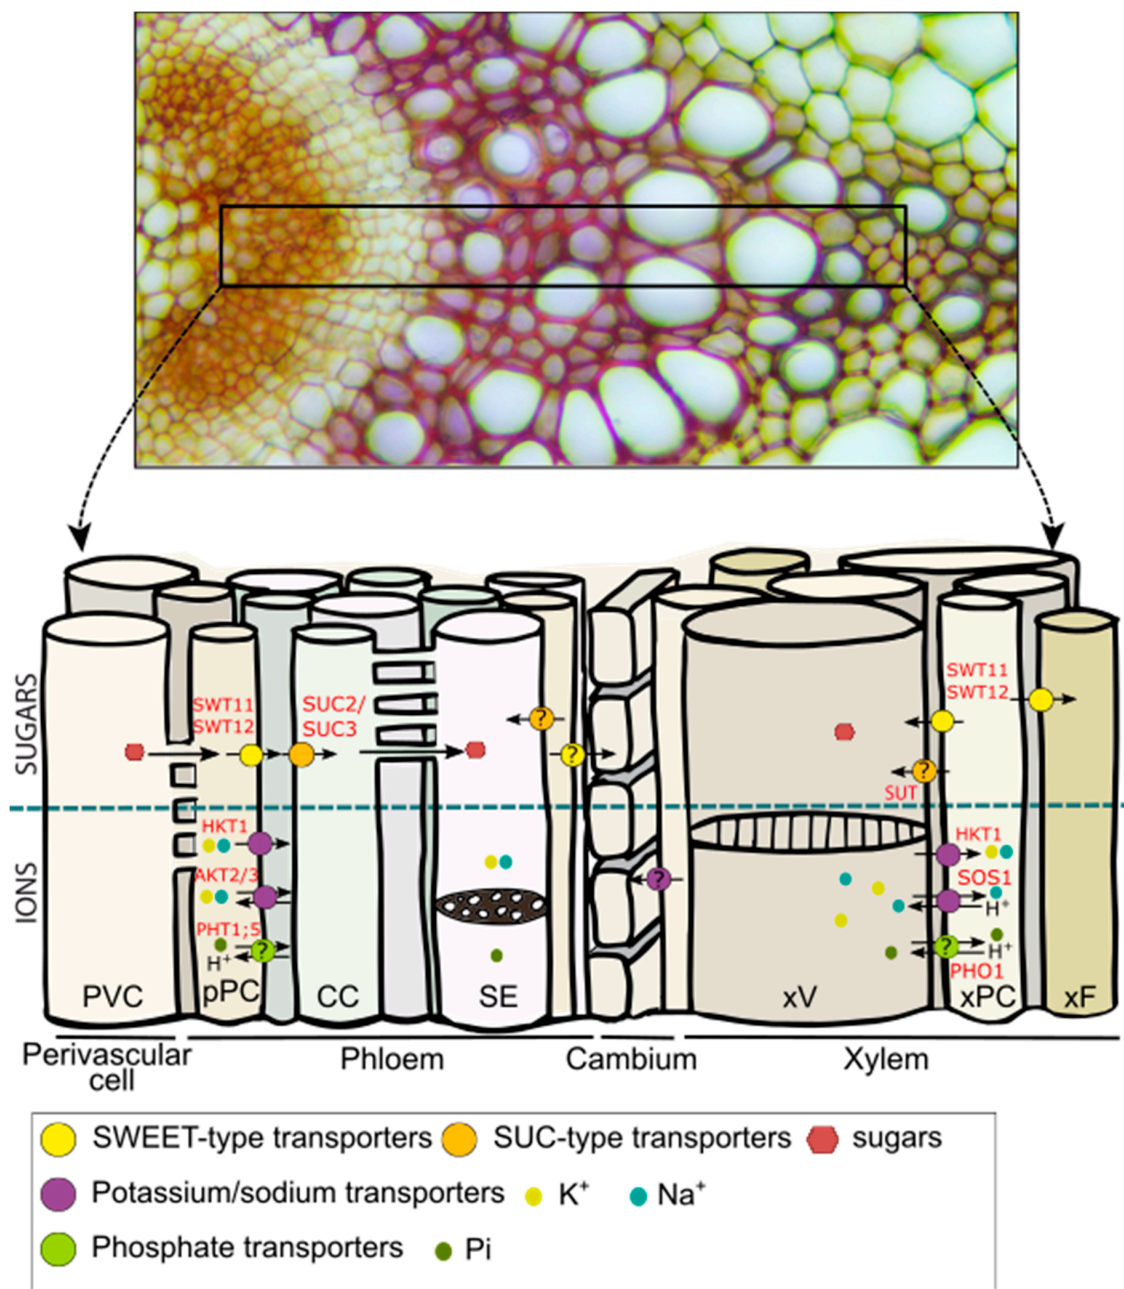 SUGARS
IONS
SWT11
SWT12
SUC2/
SUC3
?
?
SWT11
SWT12
?
SUT
HKT1
AKT2/3
PHT1;5
?
H+
?
HKT1
SOS1
H+
?
H+
PHO1
PVC
pPC
CC
SE
xV
xPC
xF
Perivascular
cell
Phloem
Cambium
Xylem
SWEET-type transporters
SUC-type transporters
sugars
Potassium/sodium transporters
K+
Na+
Phosphate transporters
Pi